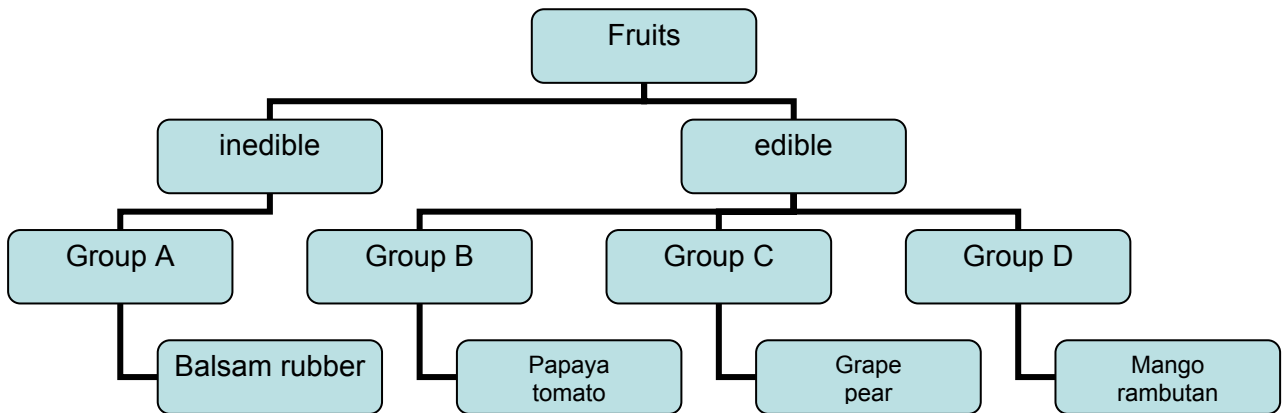 Fruits
inedible
edible
Group A
Group B
Group C
Group D
Balsam rubber
Papaya
tomato
Grape
pear
Mango
rambutan